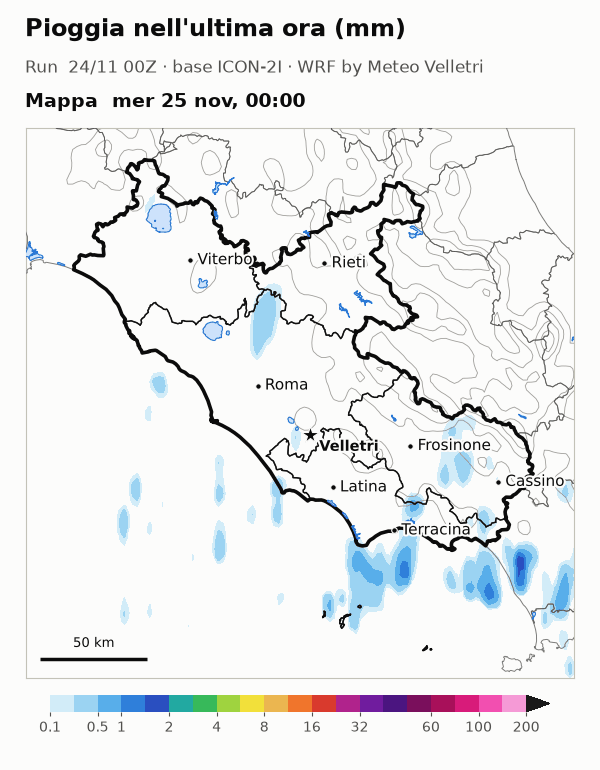 Pioggia nell'ultima ora (mm)
Run 24/11 00Z · base ICON-2I · WRF by Meteo Velletri
Mappa mer 25 nov, 00:00
Viterbo
Rieti
Roma
Velletri
Frosinone
Latina
Cassino
Terracina
50 km
0.1 0.5 1 2 4 8 16 32 60 100 200